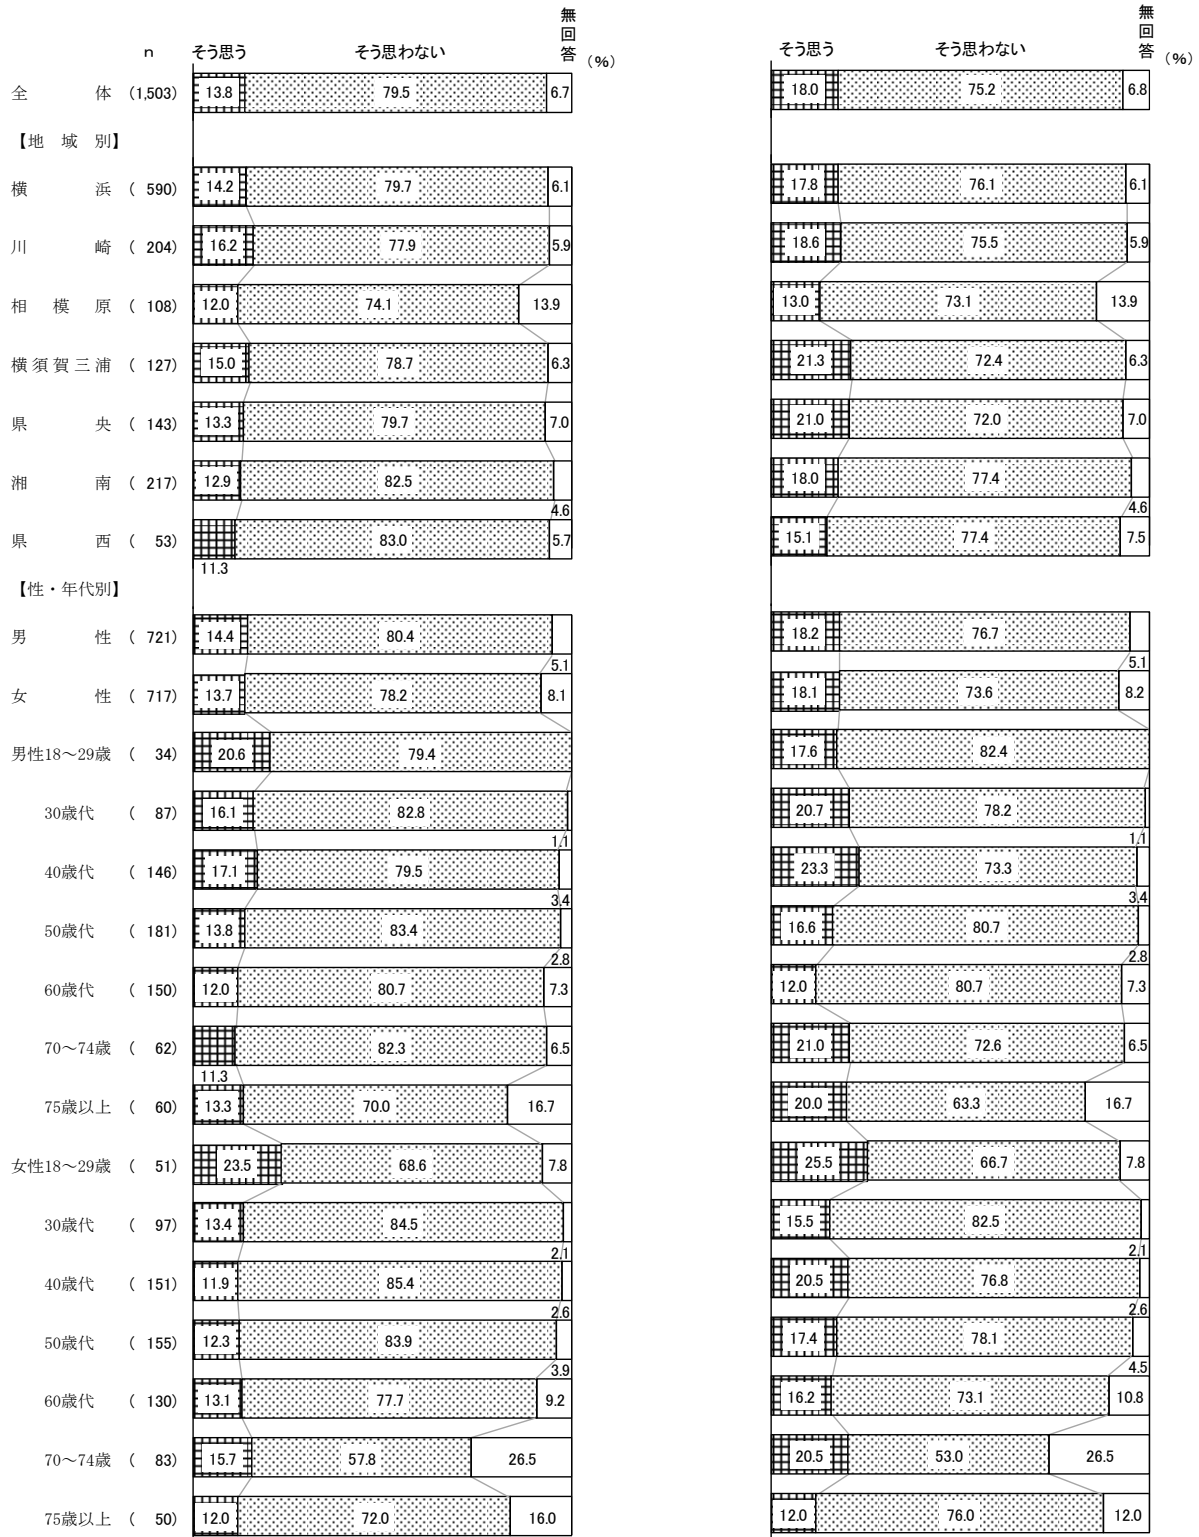 n そう思う そう思わない 無回答 (%) そう思う そう思わない 無回答 (%)
全体 (1,503) 13.8 79.5 6.7 18.0 75.2 6.8
【地域別】
横浜 ( 590) 14.2 79.7 6.1 17.8 76.1 6.1
川崎 ( 204) 16.2 77.9 5.9 18.6 75.5 5.9
相模原 ( 108) 12.0 74.1 13.9 13.0 73.1 13.9
横須賀三浦 ( 127) 15.0 78.7 6.3 21.3 72.4 6.3
県央 ( 143) 13.3 79.7 7.0 21.0 72.0 7.0
湘南 ( 217) 12.9 82.5 4.6 18.0 77.4 4.6
県西 ( 53) 11.3 83.0 5.7 15.1 77.4 7.5
【性・年代別】
男性 ( 721) 14.4 80.4 5.1 18.2 76.7 5.1
女性 ( 717) 13.7 78.2 8.1 18.1 73.6 8.2
男性18～29歳 ( 34) 20.6 79.4 17.6 82.4
30歳代 ( 87) 16.1 82.8 1.1 20.7 78.2 1.1
40歳代 ( 146) 17.1 79.5 3.4 23.3 73.3 3.4
50歳代 ( 181) 13.8 83.4 2.8 16.6 80.7 2.8
60歳代 ( 150) 12.0 80.7 7.3 12.0 80.7 7.3
70～74歳 ( 62) 11.3 82.3 6.5 21.0 72.6 6.5
75歳以上 ( 60) 13.3 70.0 16.7 20.0 63.3 16.7
女性18～29歳 ( 51) 23.5 68.6 7.8 25.5 66.7 7.8
30歳代 ( 97) 13.4 84.5 2.1 15.5 82.5 2.1
40歳代 ( 151) 11.9 85.4 2.6 20.5 76.8 2.6
50歳代 ( 155) 12.3 83.9 3.9 17.4 78.1 4.5
60歳代 ( 130) 13.1 77.7 9.2 16.2 73.1 10.8
70～74歳 ( 83) 15.7 57.8 26.5 20.5 53.0 26.5
75歳以上 ( 50) 12.0 72.0 16.0 12.0 76.0 12.0